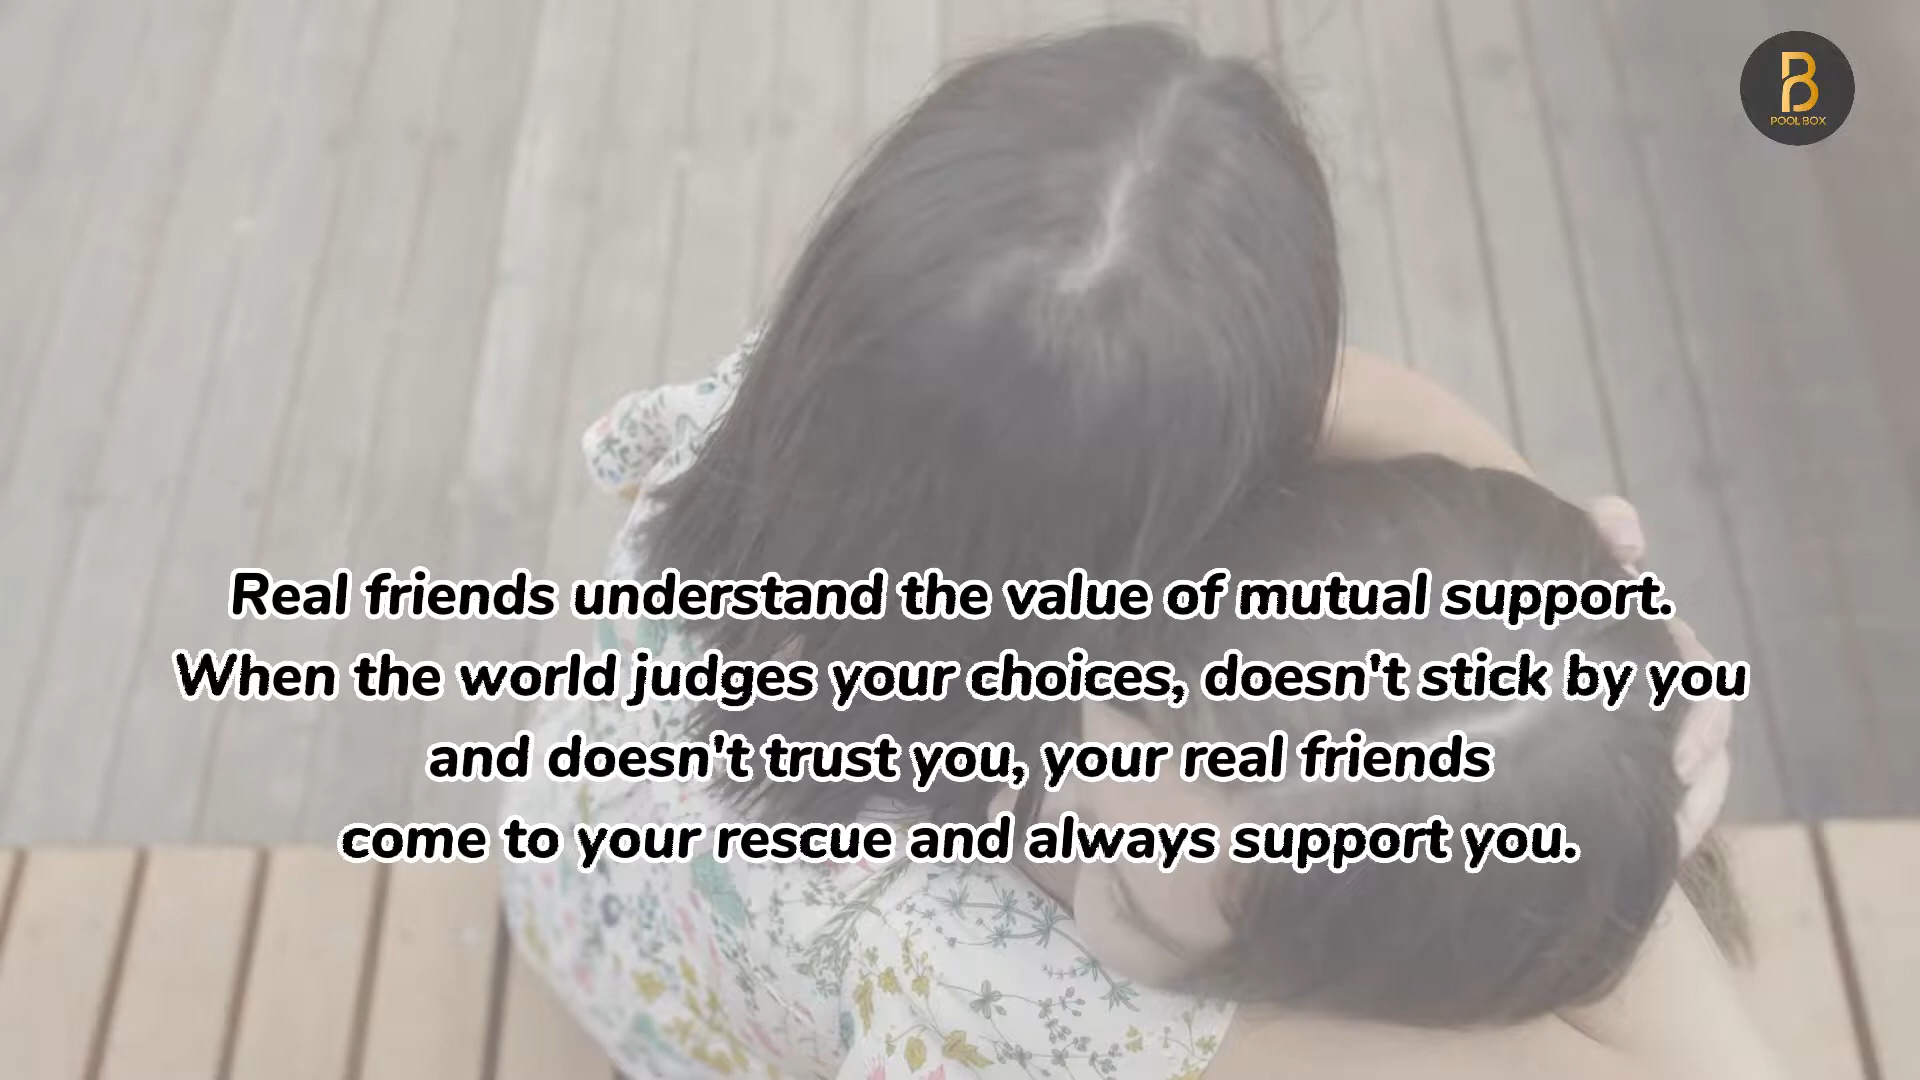 POOL BOX
Real friends understand the value of mutual support.
When the world judges your choices, doesn't stick by you
and doesn't trust you, your real friends
come to your rescue and always support you.